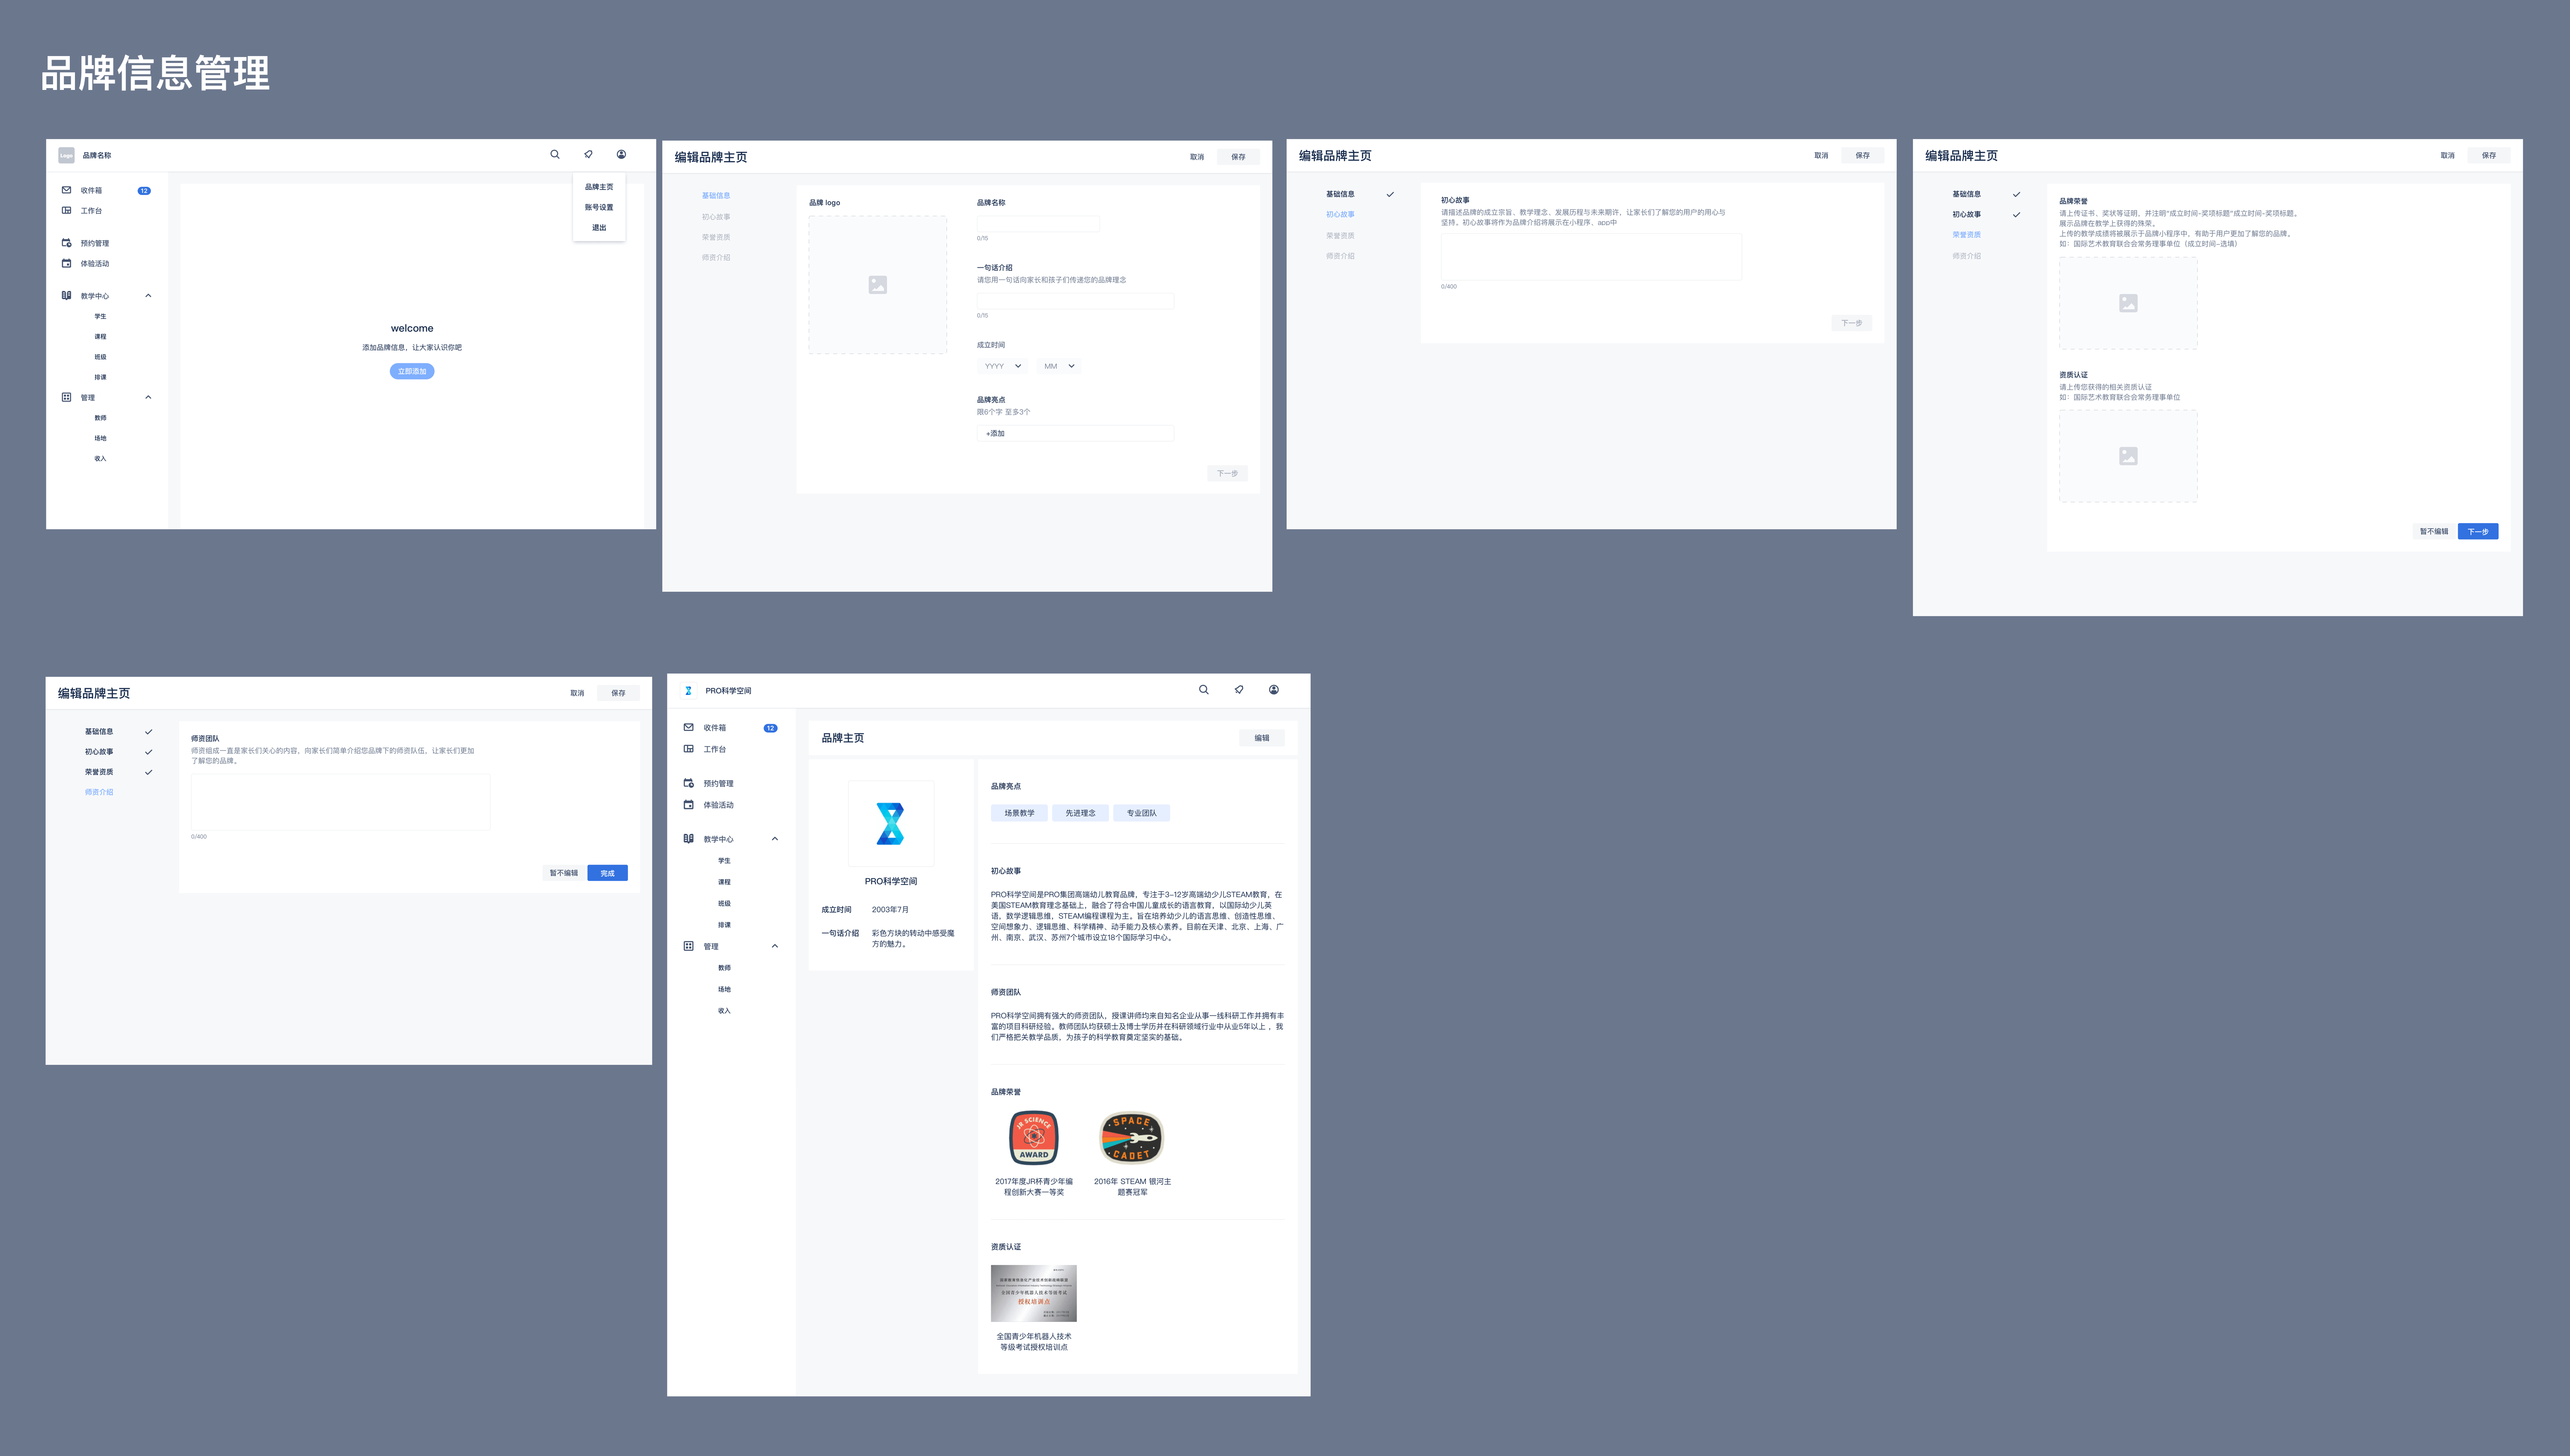 品牌信息管理
Logo
品牌名称
收件箱
12
工作台
预约管理
体验活动
教学中心
学生
课程
班级
排课
管理
教师
场地
收入
品牌主页
账号设置
退出
welcome
添加品牌信息，让大家认识你吧
立即添加
编辑品牌主页
取消
保存
基础信息
初心故事
荣誉资质
师资介绍
品牌 logo
品牌名称
0/15
一句话介绍
请您用一句话向家长和孩子们传递您的品牌理念
0/15
成立时间
YYYY
MM
品牌亮点
限6个字 至多3个
+添加
下一步
编辑品牌主页
取消
保存
基础信息
初心故事
荣誉资质
师资介绍
初心故事
请描述品牌的成立宗旨、教学理念、发展历程与未来期许，让家长们了解您的用户的用心与
坚持。初心故事将作为品牌介绍将展示在小程序、app中
0/400
下一步
编辑品牌主页
取消
保存
基础信息
初心故事
荣誉资质
师资介绍
品牌荣誉
请上传证书、奖状等证明，并注明“成立时间-奖项标题”成立时间-奖项标题。
展示品牌在教学上获得的殊荣。
上传的教学成绩将被展示于品牌小程序中，有助于用户更加了解您的品牌。
如：国际艺术教育联合会常务理事单位（成立时间-选填）
资质认证
请上传您获得的相关资质认证
如：国际艺术教育联合会常务理事单位
暂不编辑
下一步
编辑品牌主页
取消
保存
基础信息
初心故事
荣誉资质
师资介绍
师资团队
师资组成一直是家长们关心的内容，向家长们简单介绍您品牌下的师资队伍，让家长们更加
了解您的品牌。
0/400
暂不编辑
完成
PRO科学空间
收件箱
12
工作台
预约管理
体验活动
教学中心
学生
课程
班级
排课
管理
教师
场地
收入
品牌主页
编辑
PRO科学空间
成立时间
2003年7月
一句话介绍
彩色方块的转动中感受魔
方的魅力。
品牌亮点
场景教学
先进理念
专业团队
初心故事
PRO科学空间是PRO集团高端幼儿教育品牌，专注于3-12岁高端幼少儿STEAM教育，在
美国STEAM教育理念基础上，融合了符合中国儿童成长的语言教育，以国际幼少儿英
语，数学逻辑思维，STEAM编程课程为主。旨在培养幼少儿的语言思维、创造性思维、
空间想象力、逻辑思维、科学精神、动手能力及核心素养。目前在天津、北京、上海、广
州、南京、武汉、苏州7个城市设立18个国际学习中心。
师资团队
PRO科学空间拥有强大的师资团队，授课讲师均来自知名企业从事一线科研工作并拥有丰
富的项目科研经验。教师团队均获硕士及博士学历并在科研领域行业中从业5年以上 ，我
们严格把关教学品质，为孩子的科学教育奠定坚实的基础。
品牌荣誉
JR SCIENCE
AWARD
SPACE
CADET
2017年度JR杯青少年编
程创新大赛一等奖
2016年 STEAM 银河主
题赛冠军
资质认证
全国青少年机器人技术等级考试
授权培训点
全国青少年机器人技术
等级考试授权培训点